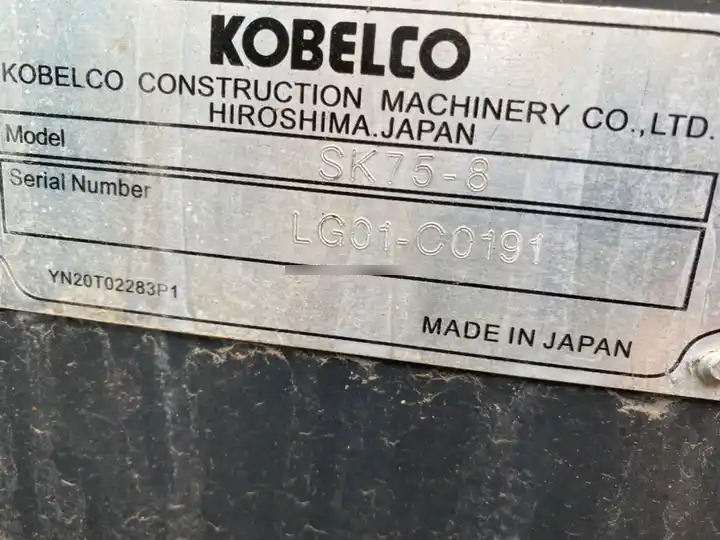 KOBELCO
KOBELCO CONSTRUCTION MACHINERY CO.,LTD.
HIROSHIMA.JAPAN
Model SK75-8
Serial Number LG01-C0191
YN20T02283P1
MADE IN JAPAN